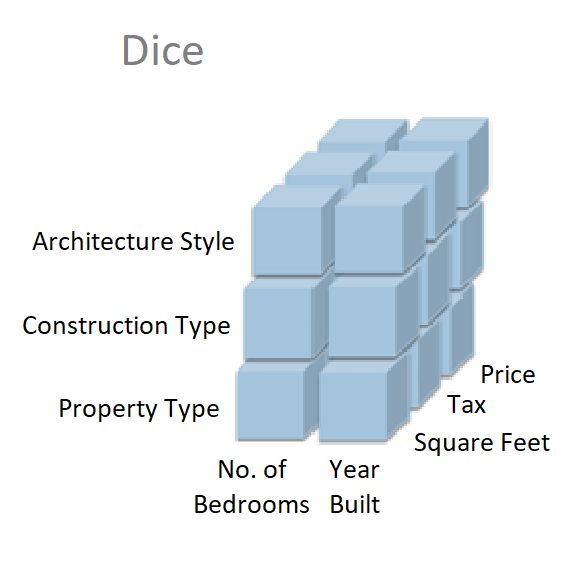 Dice
Architecture Style
Construction Type
Property Type
Price
Tax
Square Feet
No. of
Bedrooms
Year
Built